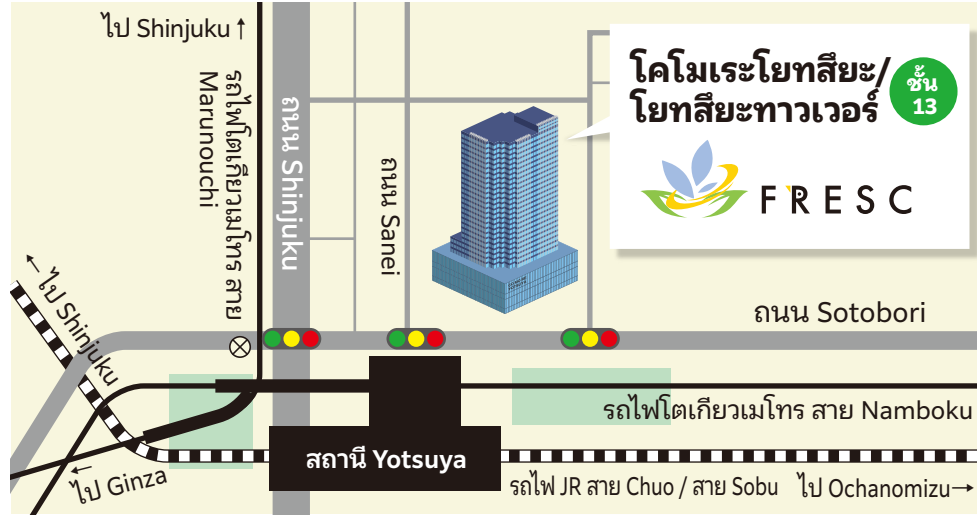 ไป Shinjuku ↑
รถไฟโตเกียวเมโทร สาย
Marunouchi
ถนน Shinjuku
ถนน Sanei
โคโมเระโยทสึยะ/
โยทสึยะทาวเวอร์
ชั้น
13
FRESC
← ไป Shinjuku
ถนน Sotobori
รถไฟโตเกียวเมโทร สาย Namboku
สถานี Yotsuya
← ไป Ginza
รถไฟ JR สาย Chuo / สาย Sobu
ไป Ochanomizu→